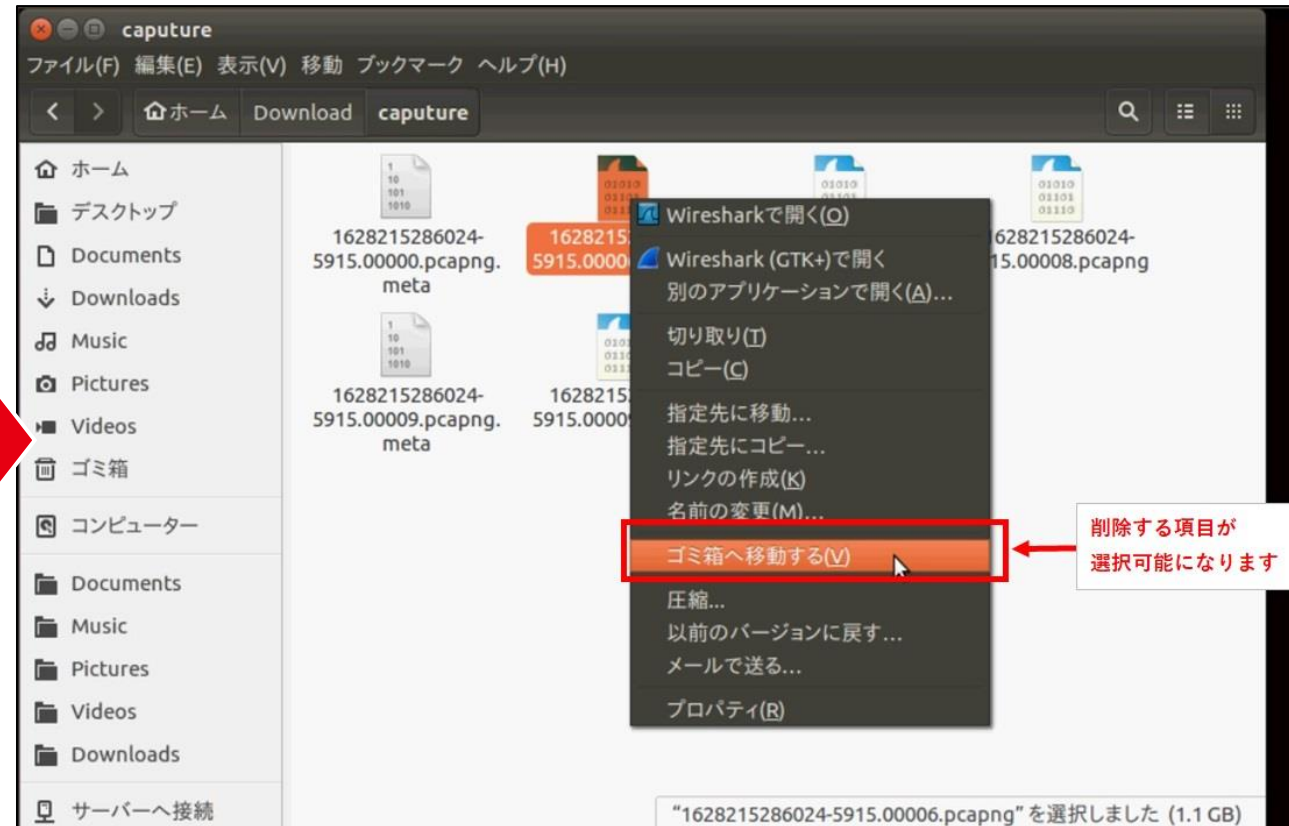 caputure
ファイル(F) 編集(E) 表示(V) 移動 ブックマーク ヘルプ(H)
ホーム Download caputure
ホーム
デスクトップ
Documents
Downloads
Music
Pictures
Videos
ゴミ箱
コンピューター
Documents
Music
Pictures
Videos
Downloads
サーバーへ接続
1628215286024-
5915.00000.pcapng.
meta
1628215
5915.0000
628215286024-
15.00008.pcapng
1628215286024-
5915.00009.pcapng.
meta
1628215
5915.0000
Wiresharkで開く(O)
Wireshark (GTK+)で開く
別のアプリケーションで開く(A)...
切り取り(T)
コピー(C)
指定先に移動...
指定先にコピー...
リンクの作成(K)
名前の変更(M)...
ゴミ箱へ移動する(V)
圧縮...
以前のバージョンに戻す...
メールで送る...
プロパティ(R)
削除する項目が
選択可能になります
“1628215286024-5915.00006.pcapng” を選択しました (1.1 GB)